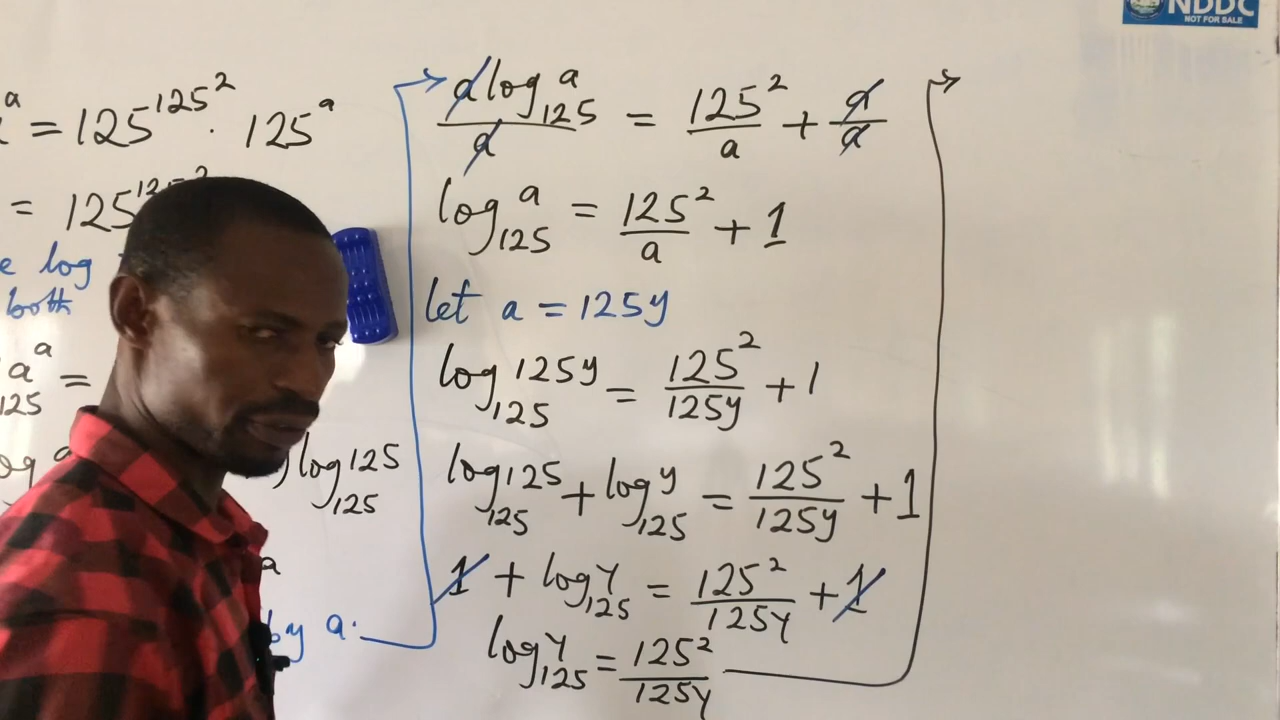 NDDC
NOT FOR SALE
a = 125^125^2 · 125^a
= 125^12
log
both
a^a =
125
log 125
125
a
by a.
a log_125 a / a = 125^2 / a + a / a
log_125 a = 125^2 / a + 1
let a = 125y
log_125 125y = 125^2 / 125y + 1
log_125 125 + log_125 y = 125^2 / 125y + 1
1 + log_125 y = 125^2 / 125y + 1
log_125 y = 125^2 / 125y